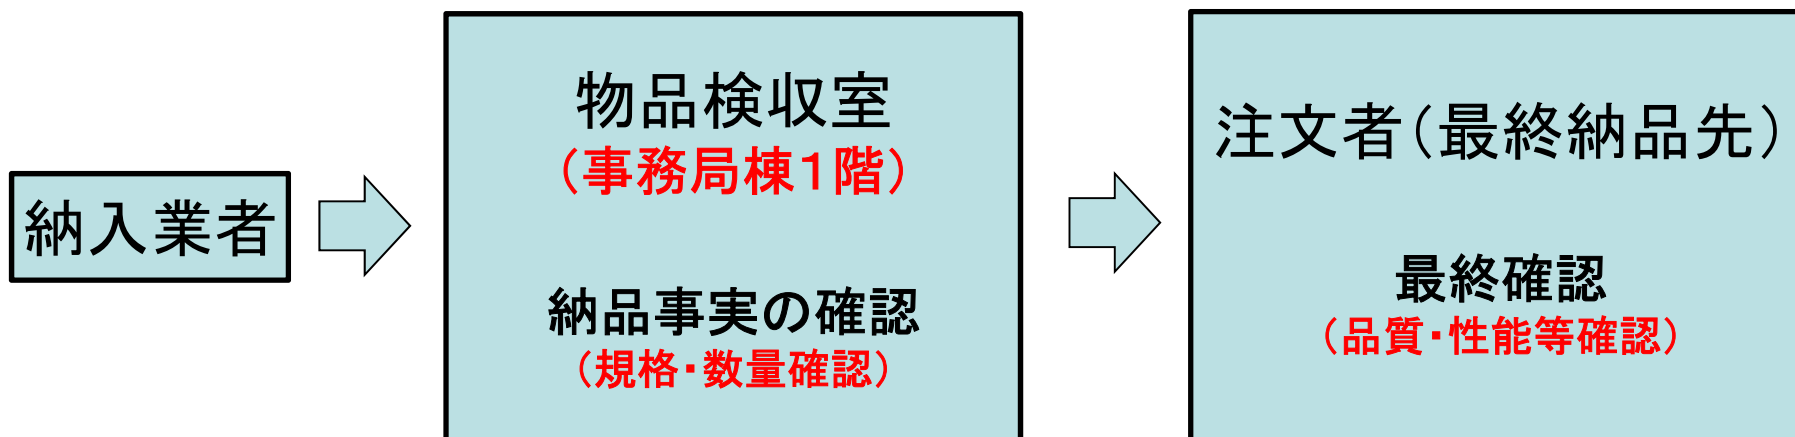 納入業者
物品検収室
（事務局棟１階）
納品事実の確認
（規格・数量確認）
注文者（最終納品先）
最終確認
（品質・性能等確認）